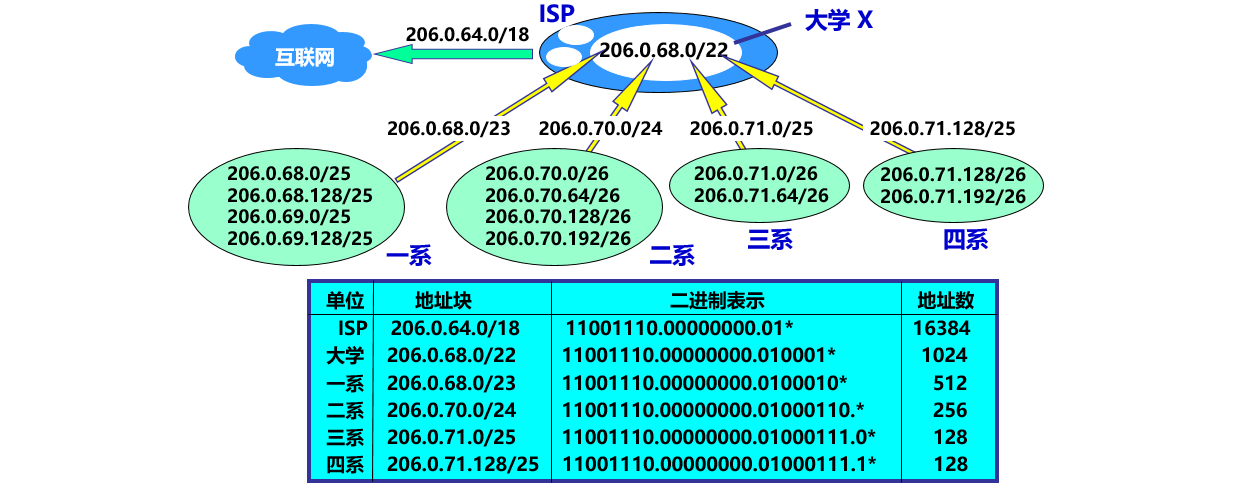 ISP
大学 X
206.0.64.0/18
互联网
206.0.68.0/22
206.0.68.0/23
206.0.70.0/24
206.0.71.0/25
206.0.71.128/25
206.0.68.0/25
206.0.68.128/25
206.0.69.0/25
206.0.69.128/25
一系
206.0.70.0/26
206.0.70.64/26
206.0.70.128/26
206.0.70.192/26
二系
206.0.71.0/26
206.0.71.64/26
三系
206.0.71.128/26
206.0.71.192/26
四系
单位 地址块 二进制表示 地址数
ISP 206.0.64.0/18 11001110.00000000.01* 16384
大学 206.0.68.0/22 11001110.00000000.010001* 1024
一系 206.0.68.0/23 11001110.00000000.0100010* 512
二系 206.0.70.0/24 11001110.00000000.01000110.* 256
三系 206.0.71.0/25 11001110.00000000.01000111.0* 128
四系 206.0.71.128/25 11001110.00000000.01000111.1* 128